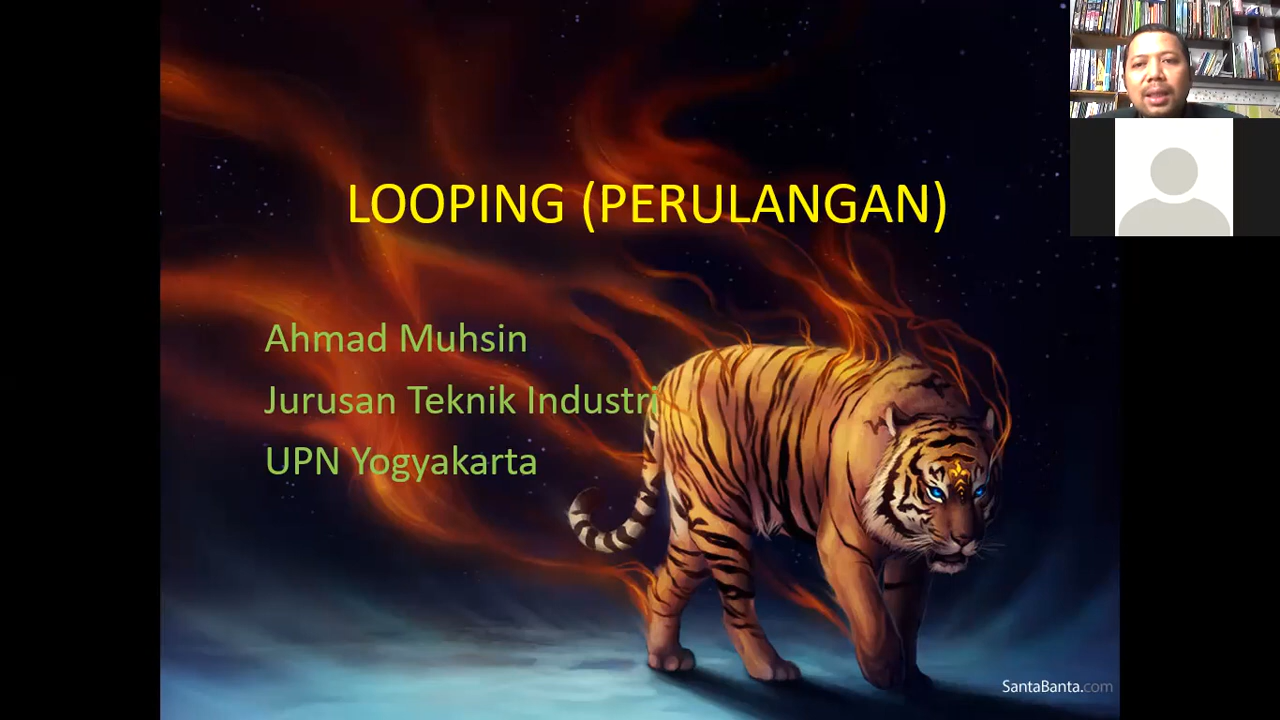 LOOPING (PERULANGAN)
Ahmad Muhsin
Jurusan Teknik Industri
UPN Yogyakarta
SantaBanta.com